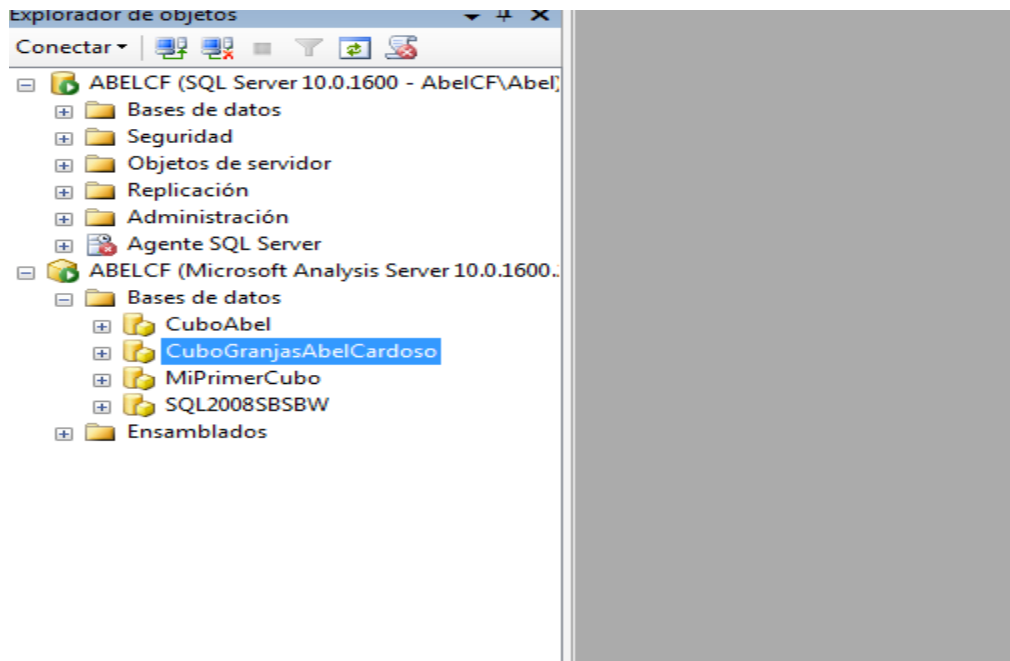 Explorador de objetos
Conectar
ABELCF (SQL Server 10.0.1600 - AbelCF\Abel)
Bases de datos
Seguridad
Objetos de servidor
Replicación
Administración
Agente SQL Server
ABELCF (Microsoft Analysis Server 10.0.1600.
Bases de datos
CuboAbel
CuboGranjasAbelCardoso
MiPrimerCubo
SQL2008SBSBW
Ensamblados